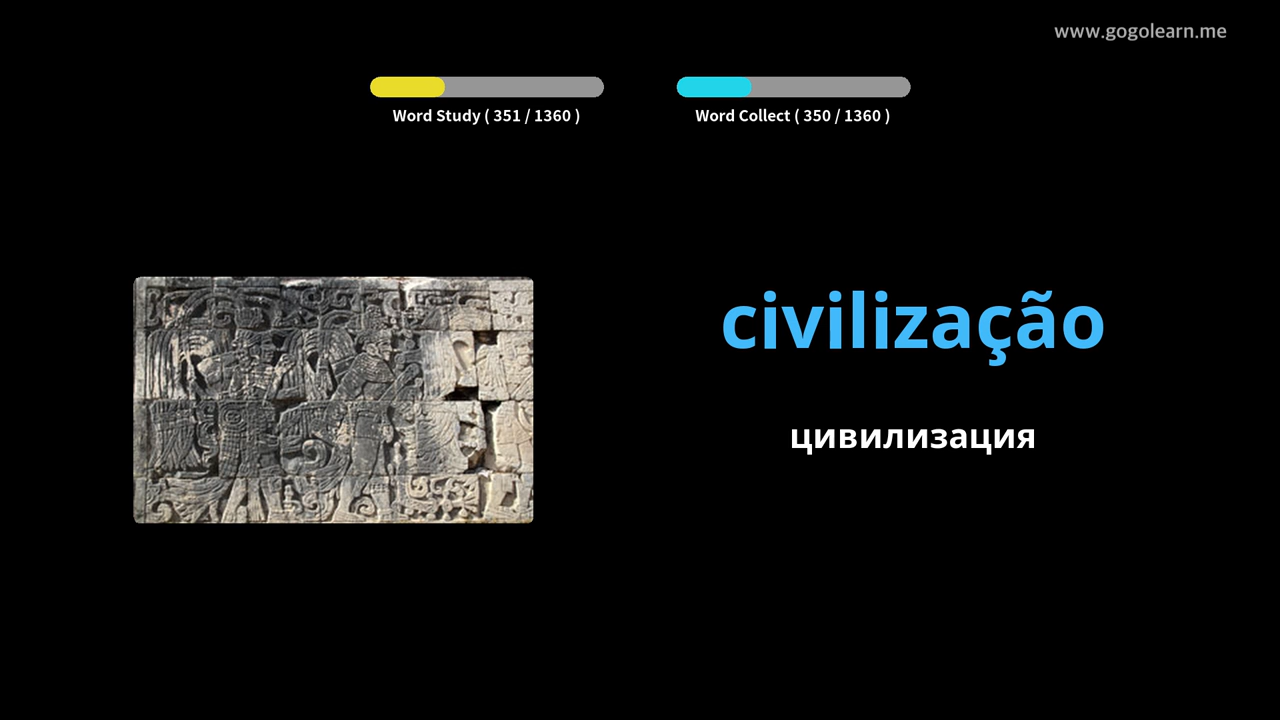 www.gogolearn.me
Word Study ( 351 / 1360 )
Word Collect ( 350 / 1360 )
civilização
цивилизация